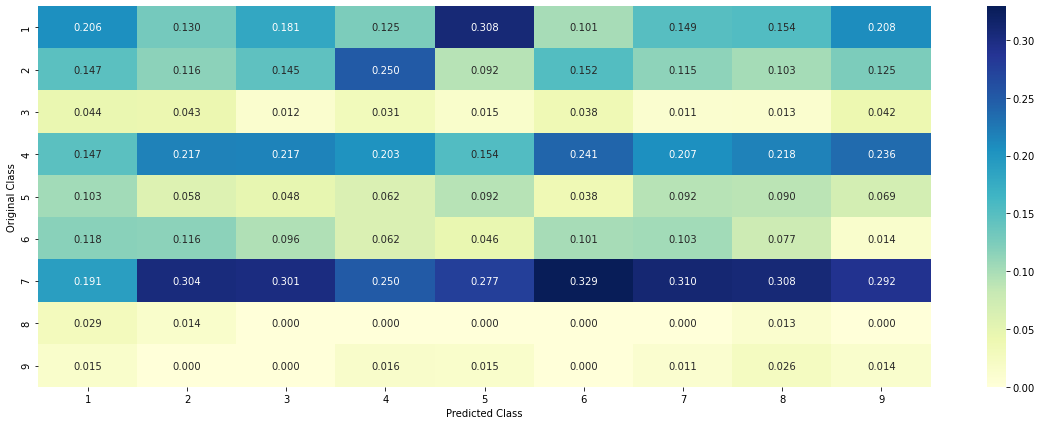 1 0.206 0.130 0.181 0.125 0.308 0.101 0.149 0.154 0.208
2 0.147 0.116 0.145 0.250 0.092 0.152 0.115 0.103 0.125
3 0.044 0.043 0.012 0.031 0.015 0.038 0.011 0.013 0.042
4 0.147 0.217 0.217 0.203 0.154 0.241 0.207 0.218 0.236
5 0.103 0.058 0.048 0.062 0.092 0.038 0.092 0.090 0.069
6 0.118 0.116 0.096 0.062 0.046 0.101 0.103 0.077 0.014
7 0.191 0.304 0.301 0.250 0.277 0.329 0.310 0.308 0.292
8 0.029 0.014 0.000 0.000 0.000 0.000 0.000 0.013 0.000
9 0.015 0.000 0.000 0.016 0.015 0.000 0.011 0.026 0.014
1 2 3 4 5 6 7 8 9
Original Class
Predicted Class
0.30
0.25
0.20
0.15
0.10
0.05
0.00